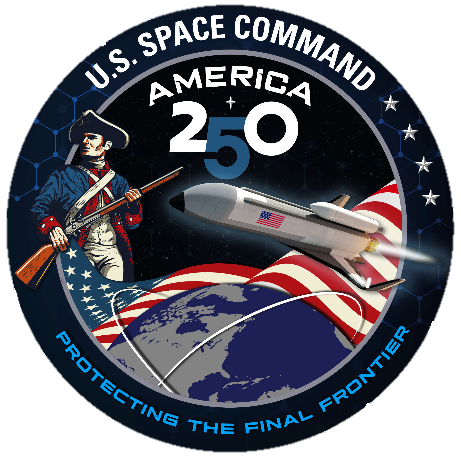 U.S. SPACE COMMAND
AMERICA
250
PROTECTING THE FINAL FRONTIER